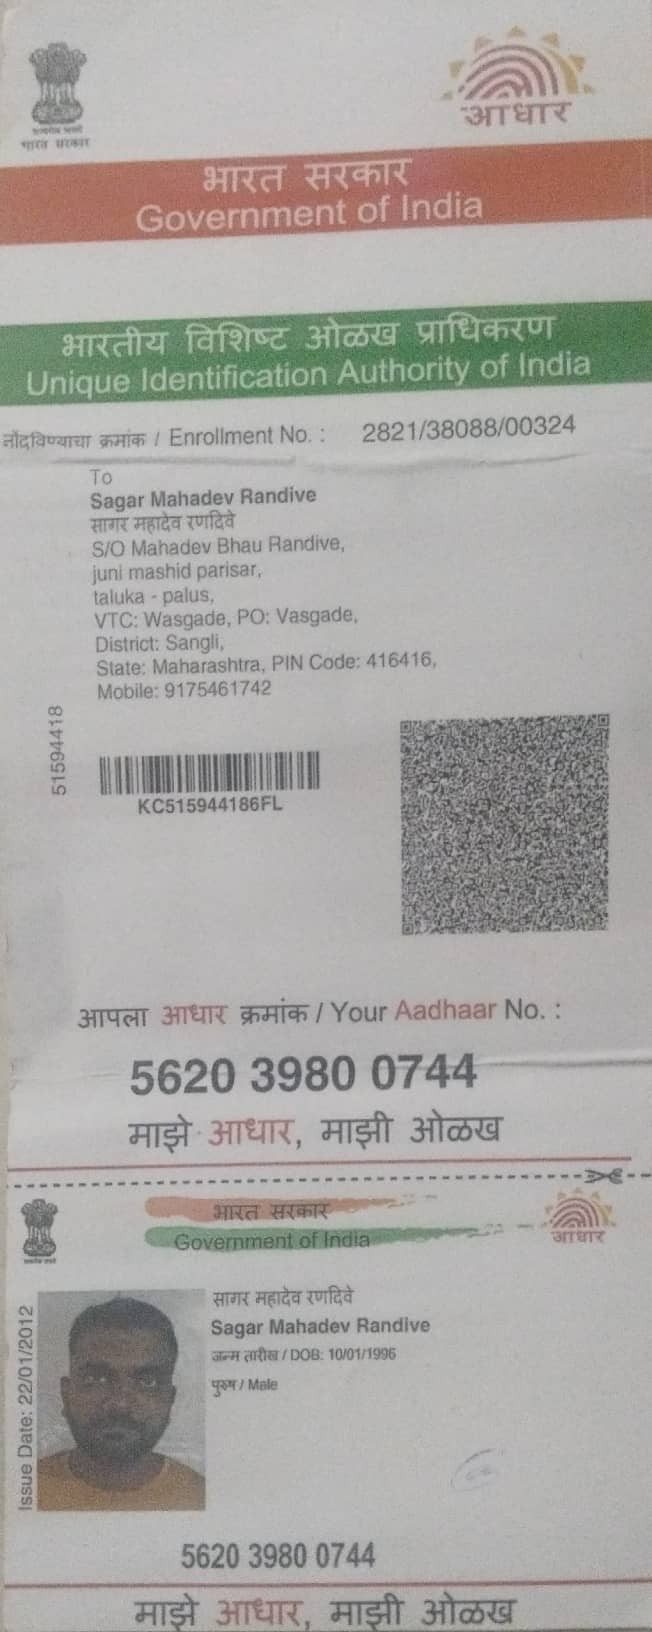 भारत सरकार
आधार
भारत सरकार
Government of India
भारतीय विशिष्ट ओळख प्राधिकरण
Unique Identification Authority of India
नोंदविण्याचा क्रमांक / Enrollment No. : 2821/38088/00324
To
Sagar Mahadev Randive
सागर महादेव रणदिवे
S/O Mahadev Bhau Randive,
juni mashid parisar,
taluka - palus,
VTC: Wasgade, PO: Vasgade,
District: Sangli,
State: Maharashtra, PIN Code: 416416,
Mobile: 9175461742
51594418
KC515944186FL
आपला आधार क्रमांक / Your Aadhaar No. :
5620 3980 0744
माझे आधार, माझी ओळख
भारत सरकार
Government of India
आधार
सागर महादेव रणदिवे
Sagar Mahadev Randive
जन्म तारीख / DOB: 10/01/1996
पुरुष / Male
Issue Date: 22/01/2012
5620 3980 0744
माझे आधार, माझी ओळख